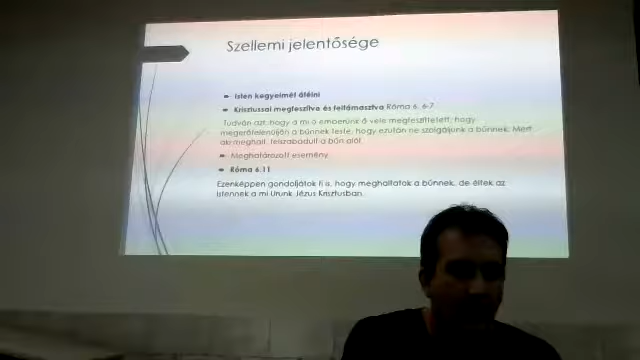 Szellemi jelentősége
Isten kegyelmét átélni
Krisztussal megfeszítve és feltámasztva Róma 6. 6-7
Tudván azt, hogy a mi ó emberünk ő vele megfeszíttetett, hogy
megerőtelenüljön a bűnnek teste, hogy ezután ne szolgáljunk a bűnnek. Mert
aki meghalt, felszabadult a bűn alól.
Meghatározott esemény
Róma 6.11
Ezenképpen gondoljátok ti is, hogy meghaltatok a bűnnek, de éltek az
Istennek a mi Urunk Jézus Krisztusban.